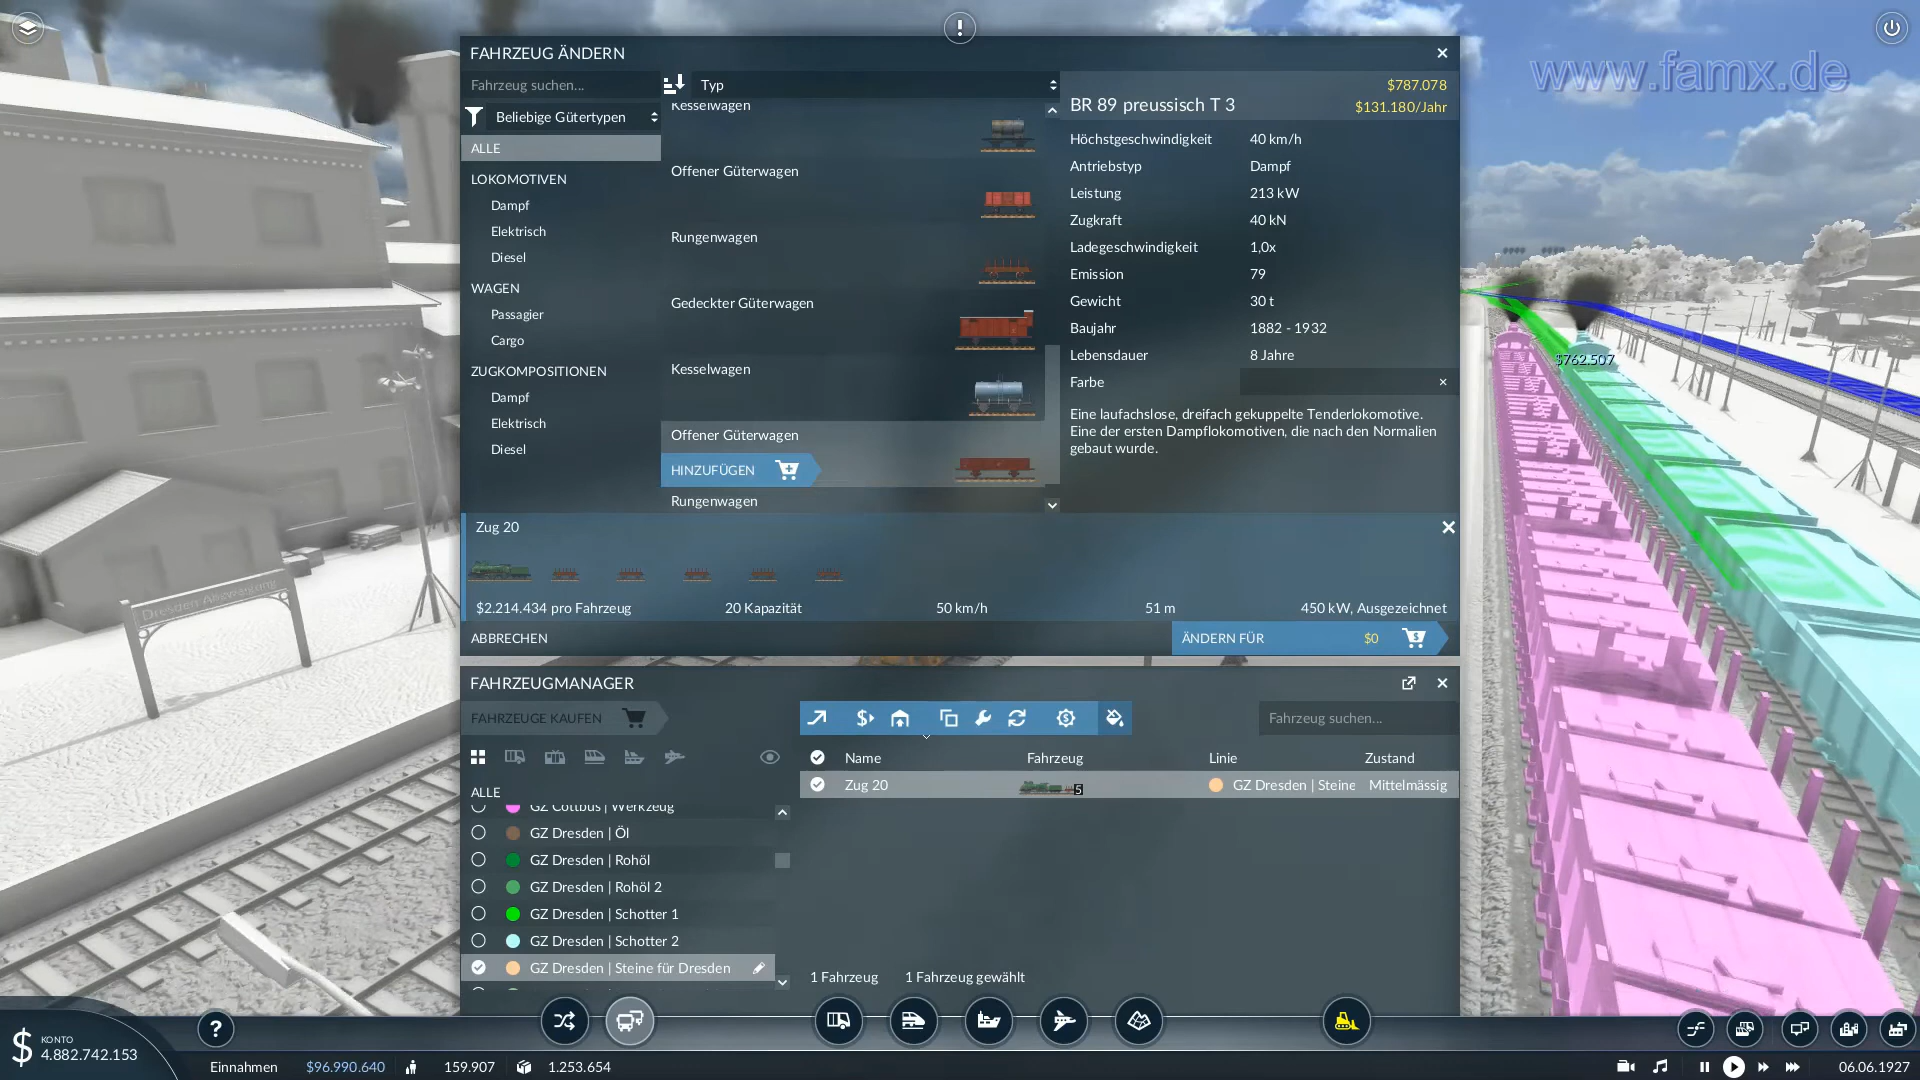 www.famx.de
FAHRZEUG ÄNDERN
Fahrzeug suchen...
Typ
Beliebige Gütertypen
ALLE
LOKOMOTIVEN
Dampf
Elektrisch
Diesel
WAGEN
Passagier
Cargo
ZUGKOMPOSITIONEN
Dampf
Elektrisch
Diesel
Kesselwagen
Offener Güterwagen
Rungenwagen
Gedeckter Güterwagen
Kesselwagen
Offener Güterwagen
HINZUFÜGEN
Rungenwagen
$787.078
BR 89 preussisch T 3
$131.180/Jahr
Höchstgeschwindigkeit 40 km/h
Antriebstyp Dampf
Leistung 213 kW
Zugkraft 40 kN
Ladegeschwindigkeit 1,0x
Emission 79
Gewicht 30 t
Baujahr 1882 - 1932
Lebensdauer 8 Jahre
Farbe
Eine laufachslose, dreifach gekuppelte Tenderlokomotive.
Eine der ersten Dampflokomotiven, die nach den Normalien
gebaut wurde.
$762.507
Zug 20
$2.214.434 pro Fahrzeug 20 Kapazität 50 km/h 51 m 450 kW, Ausgezeichnet
ABBRECHEN
ÄNDERN FÜR $0
Dresden Abzweigung
FAHRZEUGMANAGER
FAHRZEUGE KAUFEN
Fahrzeug suchen...
ALLE
GZ Cottbus | Werkzeug
GZ Dresden | Öl
GZ Dresden | Rohöl
GZ Dresden | Rohöl 2
GZ Dresden | Schotter 1
GZ Dresden | Schotter 2
GZ Dresden | Steine für Dresden
Name Fahrzeug Linie Zustand
Zug 20 5 GZ Dresden | Steine Mittelmässig
1 Fahrzeug 1 Fahrzeug gewählt
KONTO
4.882.742.153
Einnahmen $96.990.640 159.907 1.253.654
06.06.1927